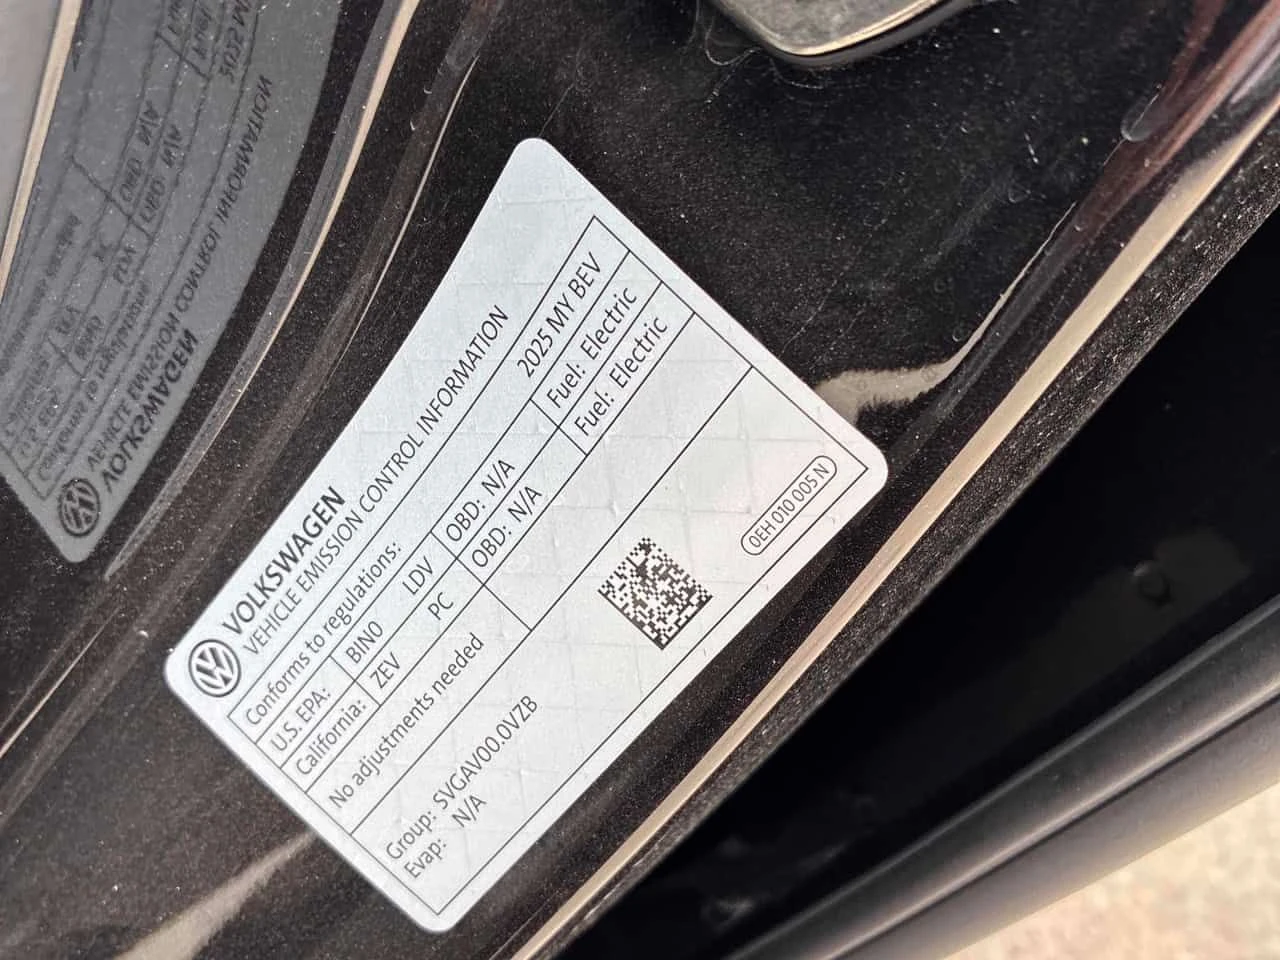 VOLKSWAGEN
VEHICLE EMISSION CONTROL INFORMATION
Conforms to regulations: 2025 MY BEV
U.S. EPA: BIN0 LDV OBD: N/A Fuel: Electric
California: ZEV PC OBD: N/A Fuel: Electric
No adjustments needed
Group: SVGAV00.0VZB
Evap: N/A
0EH 010 005 N